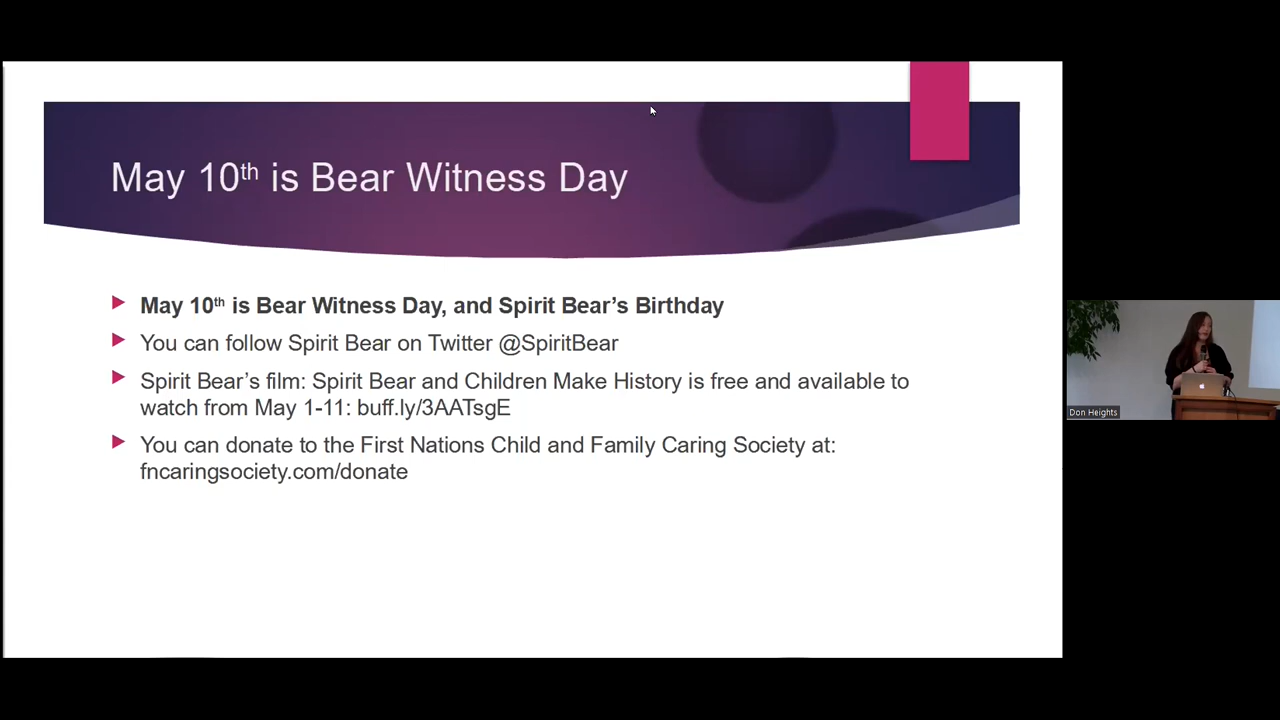 May 10th is Bear Witness Day
May 10th is Bear Witness Day, and Spirit Bear’s Birthday
You can follow Spirit Bear on Twitter @SpiritBear
Spirit Bear’s film: Spirit Bear and Children Make History is free and available to
watch from May 1-11: buff.ly/3AATsgE
You can donate to the First Nations Child and Family Caring Society at:
fncaringsociety.com/donate
Don Heights